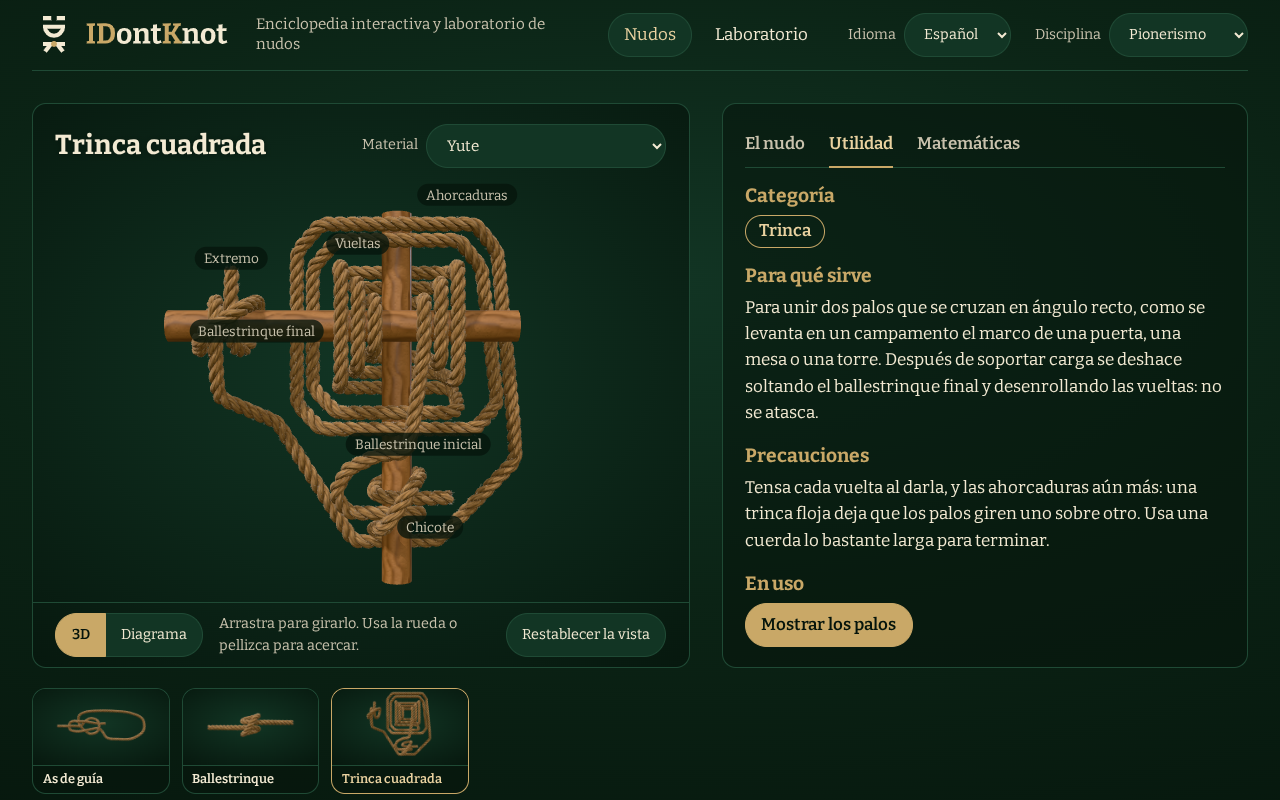 IDontKnot
Enciclopedia interactiva y laboratorio de
nudos
Nudos
Laboratorio
Idioma
Español
Disciplina
Pionerismo
Trinca cuadrada
Material
Yute
Ahorcaduras
Vueltas
Extremo
Ballestrinque final
Ballestrinque inicial
Chicote
3D
Diagrama
Arrastra para girarlo. Usa la rueda o
pellizca para acercar.
Restablecer la vista
El nudo
Utilidad
Matemáticas
Categoría
Trinca
Para qué sirve
Para unir dos palos que se cruzan en ángulo recto, como se
levanta en un campamento el marco de una puerta, una
mesa o una torre. Después de soportar carga se deshace
soltando el ballestrinque final y desenrollando las vueltas: no
se atasca.
Precauciones
Tensa cada vuelta al darla, y las ahorcaduras aún más: una
trinca floja deja que los palos giren uno sobre otro. Usa una
cuerda lo bastante larga para terminar.
En uso
Mostrar los palos
As de guía
Ballestrinque
Trinca cuadrada